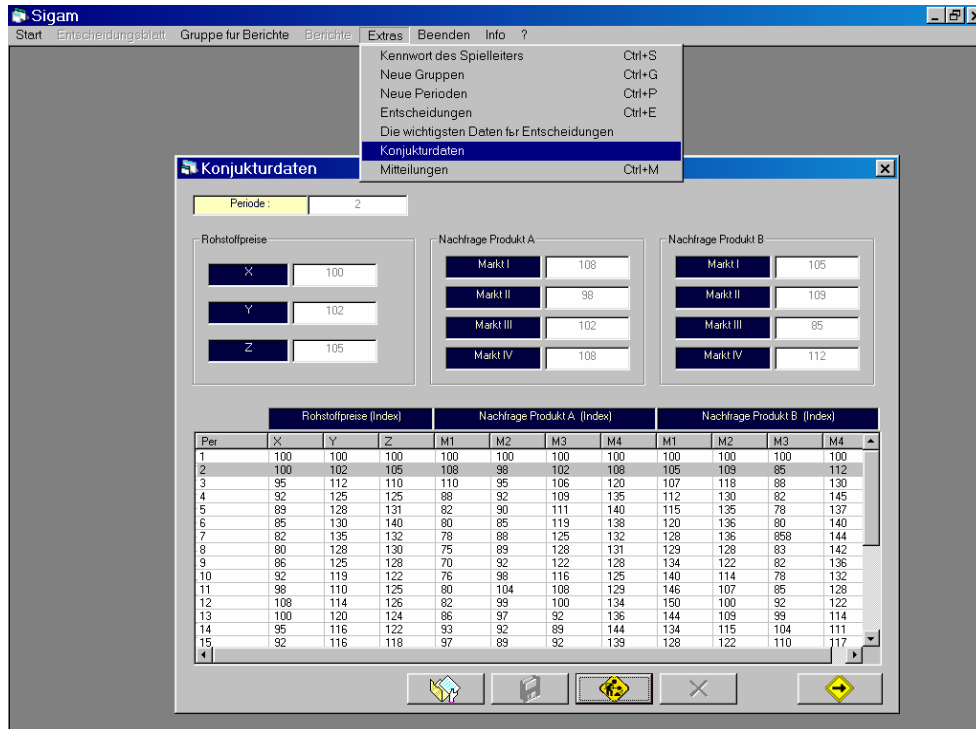 Sigam
Start Entscheidungsblatt Gruppe fur Berichte Berichte Extras Beenden Info ?
Kennwort des Spielleiters Ctrl+S
Neue Gruppen Ctrl+G
Neue Perioden Ctrl+P
Entscheidungen Ctrl+E
Die wichtigsten Daten fьr Entscheidungen
Konjukturdaten
Mitteilungen Ctrl+M
Konjukturdaten
Periode : 2
Rohstoffpreise Nachfrage Produkt A Nachfrage Produkt B
X 100 Markt I 108 Markt I 105
Markt II 98 Markt II 109
Y 102
Markt III 102 Markt III 85
Z 105 Markt IV 108 Markt IV 112
Rohstoffpreise (Index) Nachfrage Produkt A (Index) Nachfrage Produkt B (Index)
Per X Y Z M1 M2 M3 M4 M1 M2 M3 M4
1 100 100 100 100 100 100 100 100 100 100 100
2 100 102 105 108 98 102 108 105 109 85 112
3 95 112 110 110 95 106 120 107 118 88 130
4 92 125 125 88 92 109 135 112 130 82 145
5 89 128 131 82 90 111 140 115 135 78 137
6 85 130 140 80 85 119 138 120 136 80 140
7 82 135 132 78 88 125 132 128 136 858 144
8 80 128 130 75 89 128 131 129 128 83 142
9 86 125 128 70 92 122 128 134 122 82 136
10 92 119 122 76 98 116 125 140 114 78 132
11 98 110 125 80 104 108 129 146 107 85 128
12 108 114 126 82 99 100 134 150 100 92 122
13 100 120 124 86 97 92 136 144 109 99 114
14 95 116 122 93 92 89 144 134 115 104 111
15 92 116 118 97 89 92 139 128 122 110 117